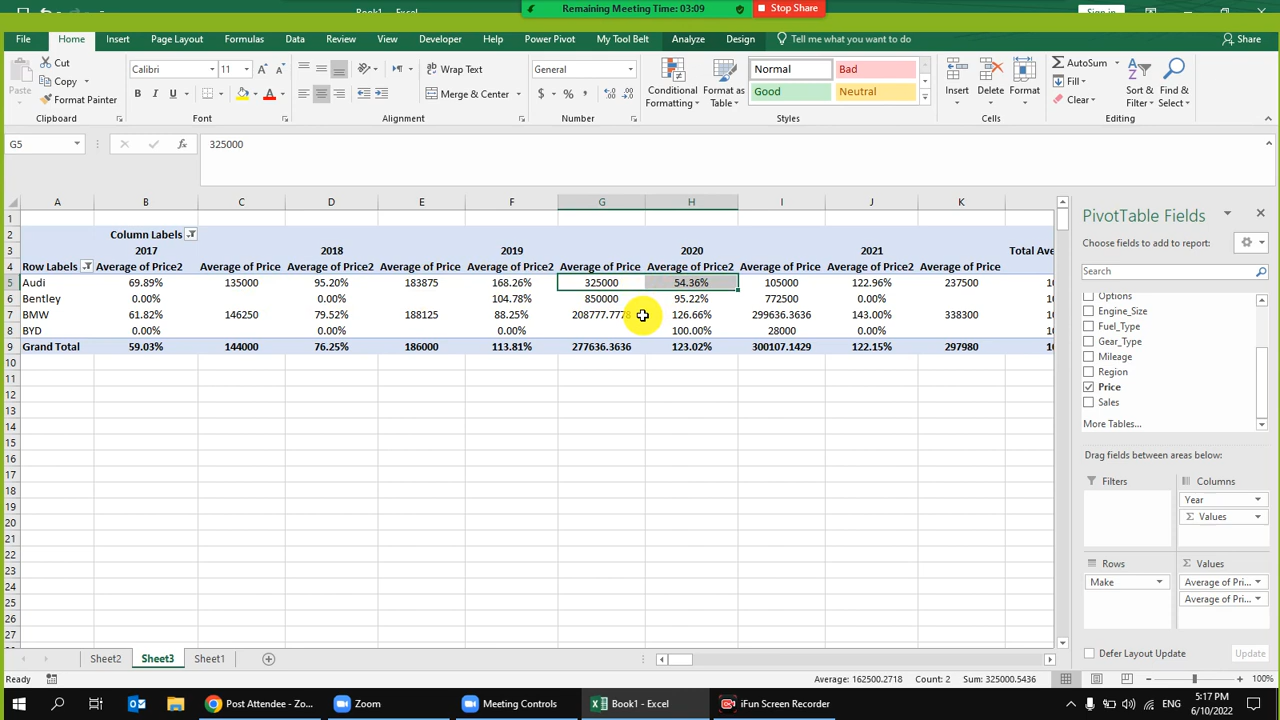 Book1 - Excel
Remaining Meeting Time: 03:09
Stop Share
Sign in
File Home Insert Page Layout Formulas Data Review View Developer Help Power Pivot My Tool Belt Analyze Design Tell me what you want to do Share
Paste
Cut
Copy
Format Painter
Clipboard
Calibri 11
B I U
Font
Wrap Text
Merge & Center
Alignment
General
$ % ,
Number
Conditional Formatting
Format as Table
Normal Bad
Good Neutral
Styles
Insert Delete Format
Cells
AutoSum
Fill
Clear
Sort & Filter
Find & Select
Editing
G5 fx 325000
A B C D E F G H I J K
1
2 Column Labels
3 2017 2018 2019 2020 2021 Total Av
4 Row Labels Average of Price2 Average of Price Average of Price2 Average of Price Average of Price2 Average of Price Average of Price2 Average of Price Average of Price2 Average of Price
5 Audi 69.89% 135000 95.20% 183875 168.26% 325000 54.36% 105000 122.96% 237500 10
6 Bentley 0.00% 0.00% 104.78% 850000 95.22% 772500 0.00% 10
7 BMW 61.82% 146250 79.52% 188125 88.25% 208777.7778 126.66% 299636.3636 143.00% 338300 10
8 BYD 0.00% 0.00% 0.00% 100.00% 28000 0.00% 10
9 Grand Total 59.03% 144000 76.25% 186000 113.81% 277636.3636 123.02% 300107.1429 122.15% 297980 10
10
11
12
13
14
15
16
17
18
19
20
21
22
23
24
25
26
27
PivotTable Fields
Choose fields to add to report:
Search
Options
Engine_Size
Fuel_Type
Gear_Type
Mileage
Region
Price
Sales
More Tables...
Drag fields between areas below:
Filters Columns
Year
Σ Values
Rows Σ Values
Make Average of Pri...
Average of Pri...
Defer Layout Update Update
Sheet2 Sheet3 Sheet1
Ready Average: 162500.2718 Count: 2 Sum: 325000.5436 100%
Post Attendee - Zo... Zoom Meeting Controls Book1 - Excel iFun Screen Recorder
5:17 PM
6/10/2022